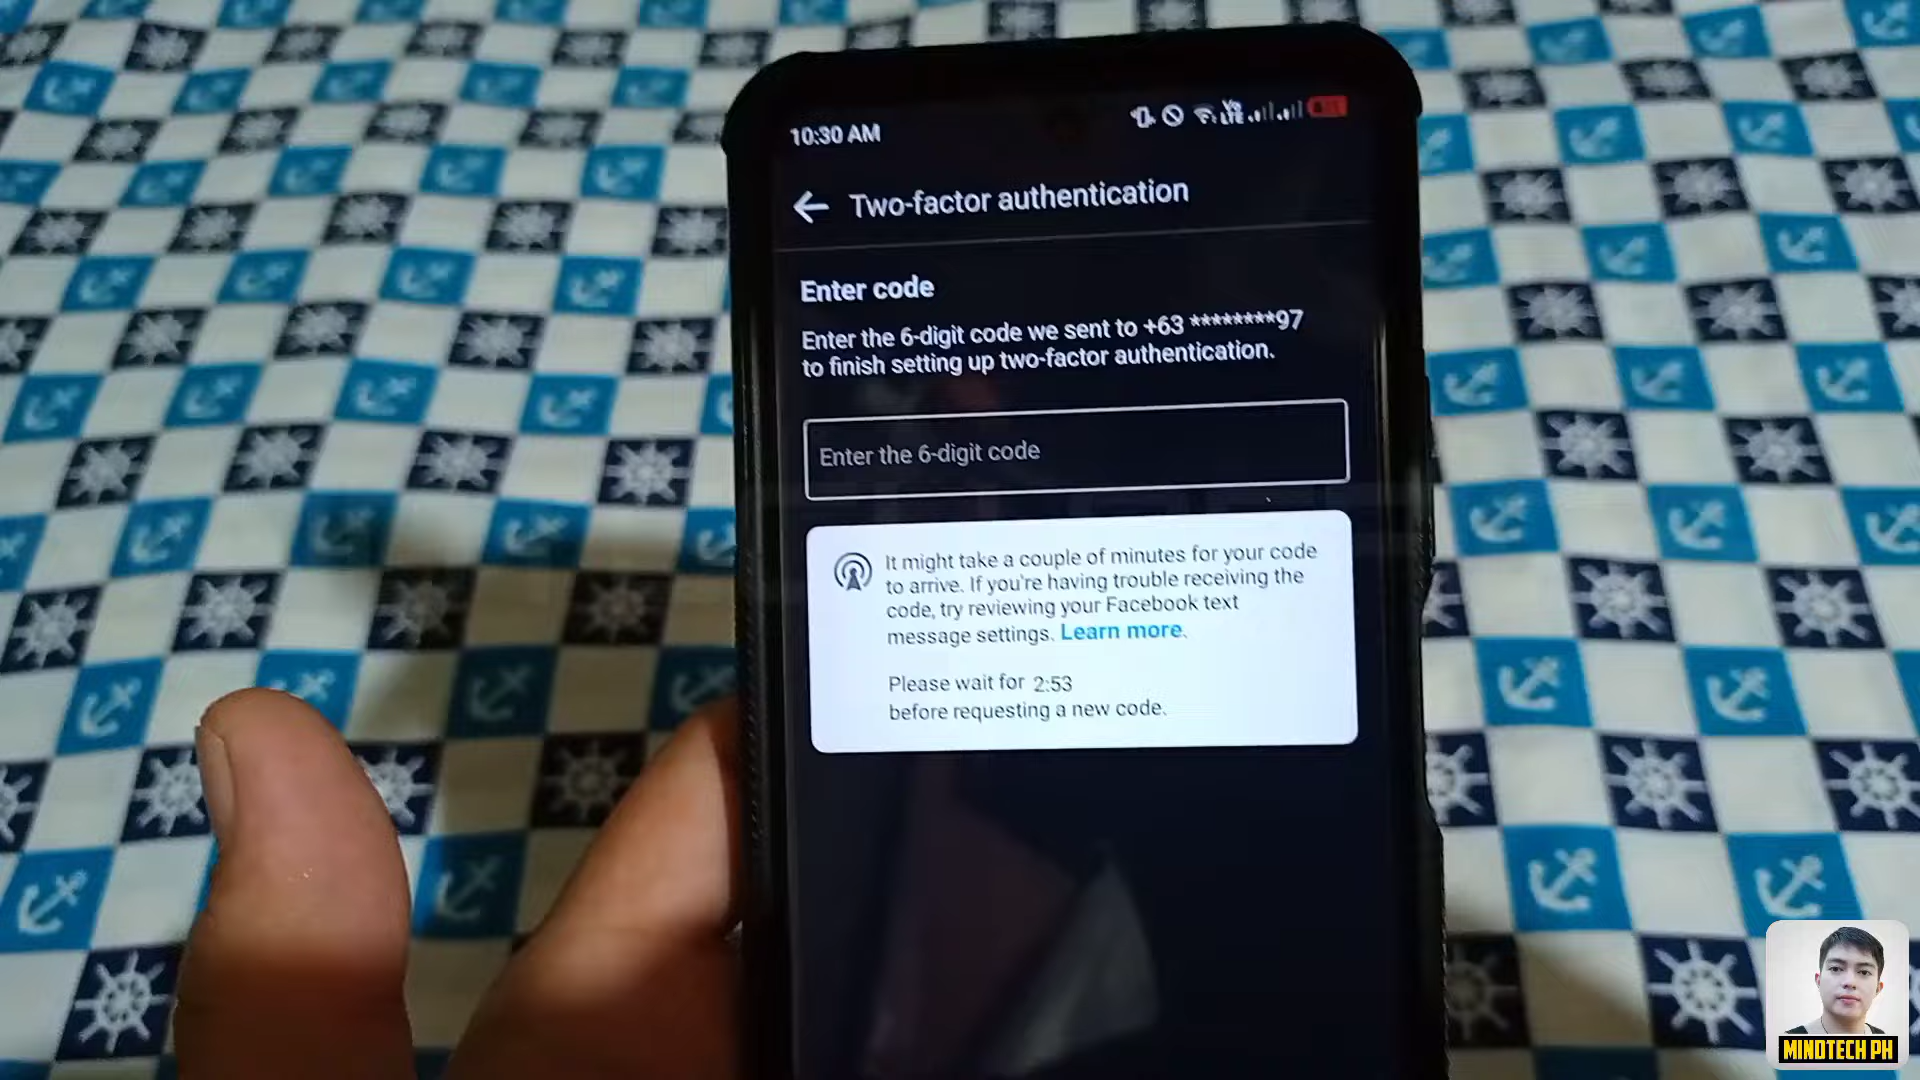 10:30 AM
Two-factor authentication
Enter code
Enter the 6-digit code we sent to +63 ********97
to finish setting up two-factor authentication.
Enter the 6-digit code
It might take a couple of minutes for your code
to arrive. If you're having trouble receiving the
code, try reviewing your Facebook text
message settings. Learn more.
Please wait for 2:53
before requesting a new code.
MINDTECH PH